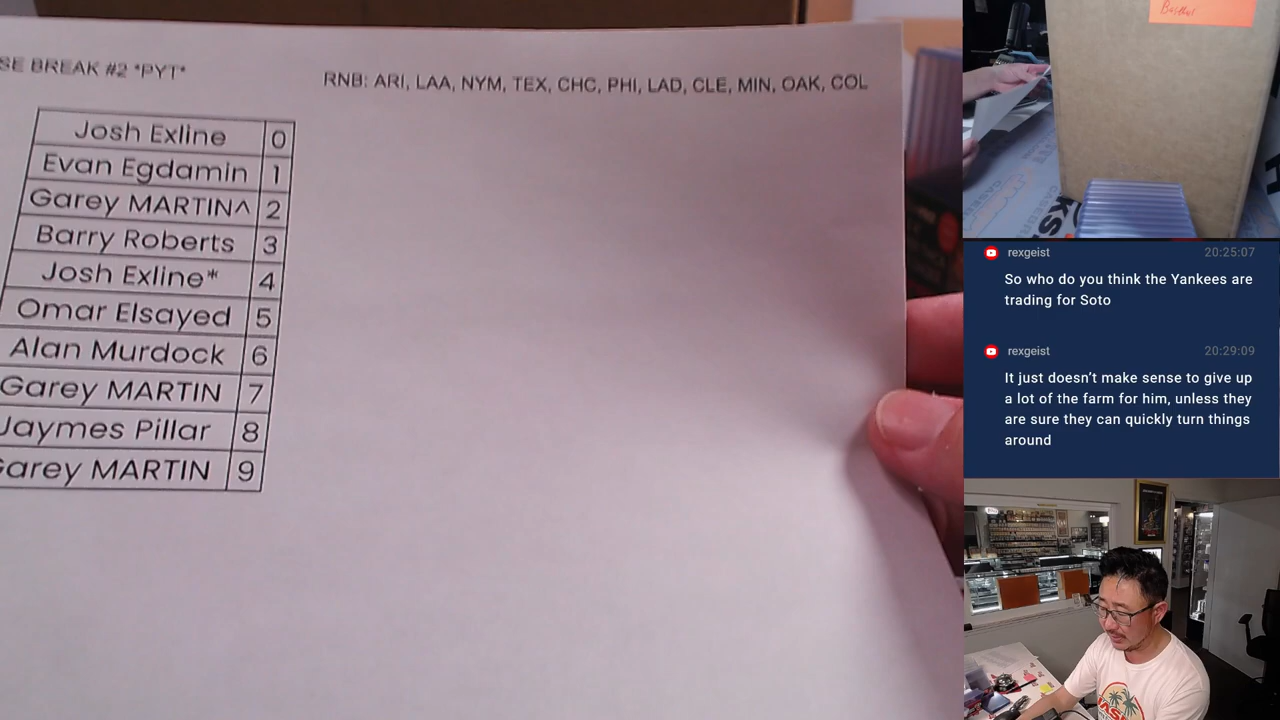 SE BREAK #2 *PYT*
RNB: ARI, LAA, NYM, TEX, CHC, PHI, LAD, CLE, MIN, OAK, COL
Josh Exline 0
Evan Egdamin 1
Garey MARTIN^ 2
Barry Roberts 3
Josh Exline* 4
Omar Elsayed 5
Alan Murdock 6
Garey MARTIN 7
Jaymes Pillar 8
Garey MARTIN 9
rexgeist 20:25:07
So who do you think the Yankees are
trading for Soto
rexgeist 20:29:09
It just doesn’t make sense to give up
a lot of the farm for him, unless they
are sure they can quickly turn things
around